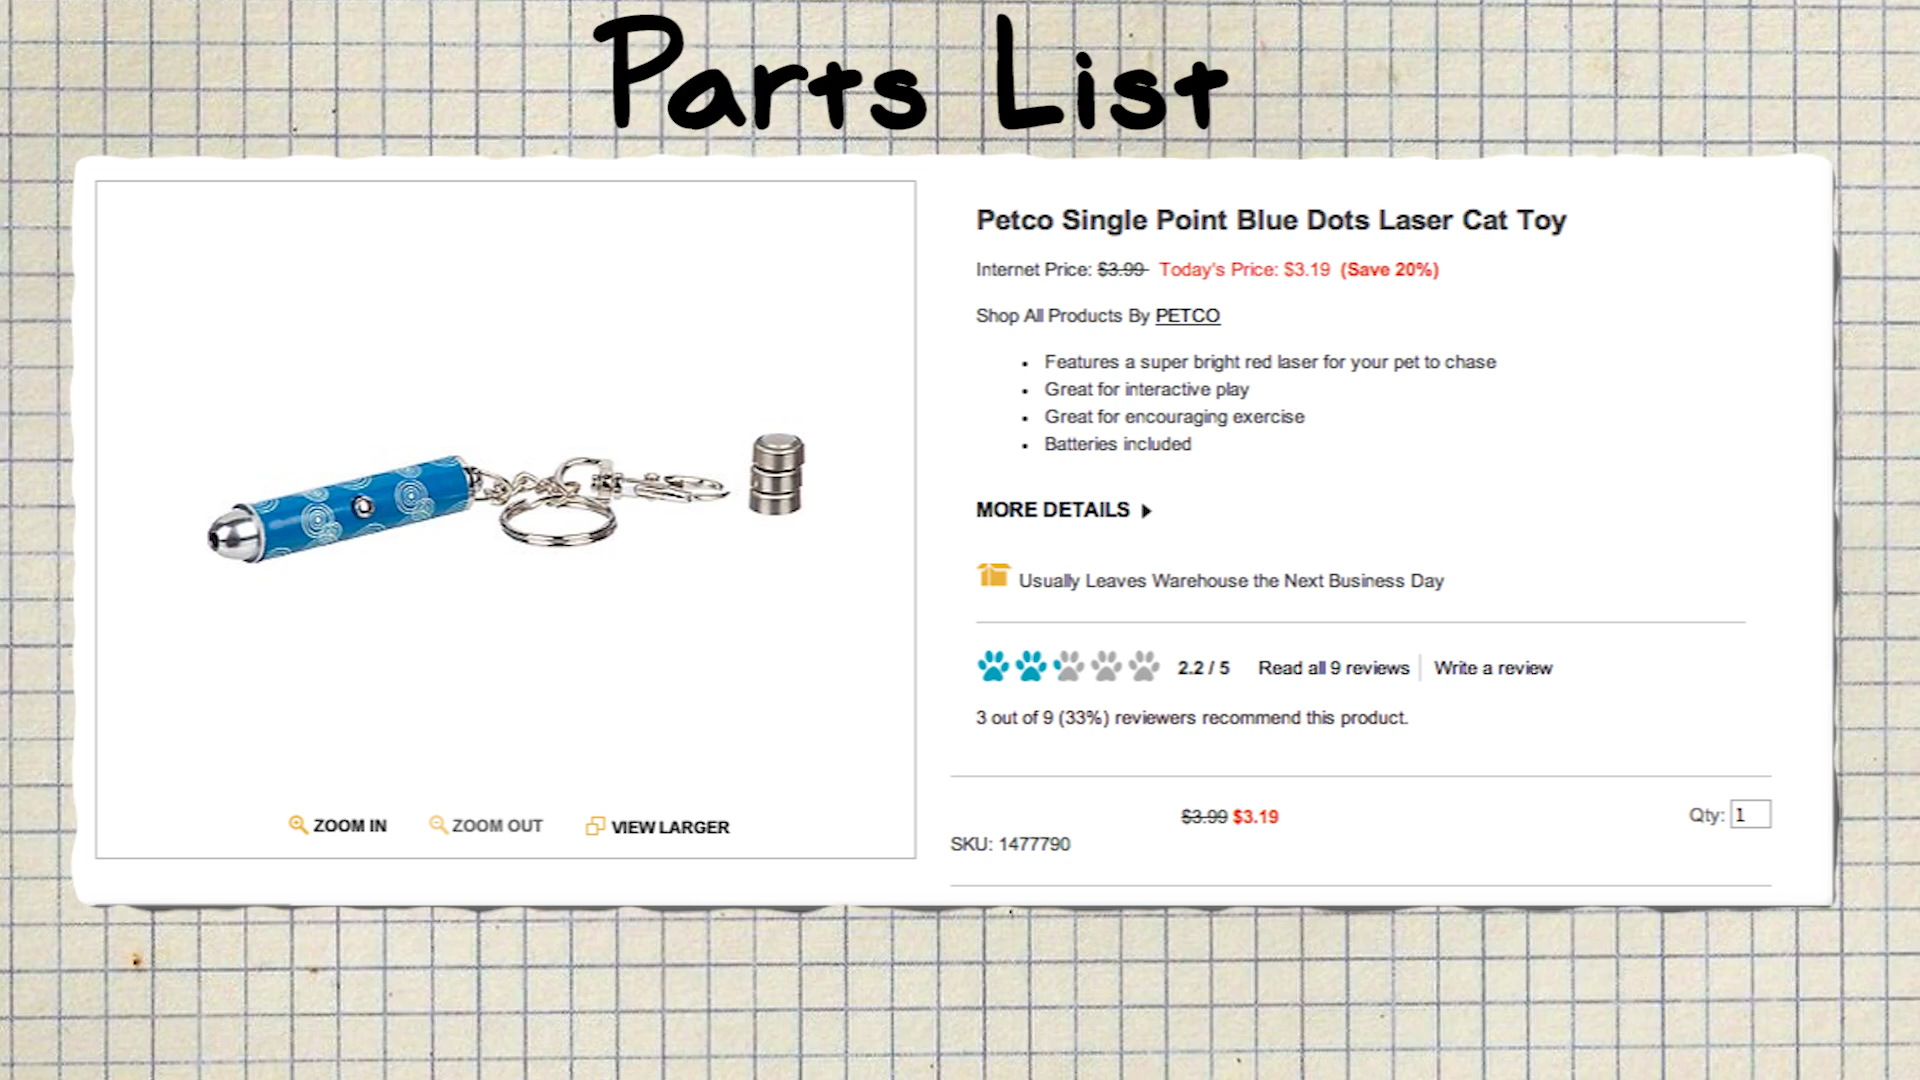 Parts List
Petco Single Point Blue Dots Laser Cat Toy
Internet Price: $3.99 Today's Price: $3.19 (Save 20%)
Shop All Products By PETCO
• Features a super bright red laser for your pet to chase
• Great for interactive play
• Great for encouraging exercise
• Batteries included
MORE DETAILS
Usually Leaves Warehouse the Next Business Day
2.2 / 5 Read all 9 reviews Write a review
3 out of 9 (33%) reviewers recommend this product.
$3.99 $3.19 Qty: 1
SKU: 1477790
ZOOM IN ZOOM OUT VIEW LARGER